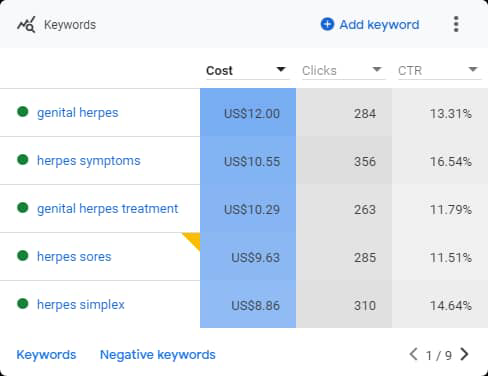 Keywords Add keyword
Cost Clicks CTR
genital herpes US$12.00 284 13.31%
herpes symptoms US$10.55 356 16.54%
genital herpes treatment US$10.29 263 11.79%
herpes sores US$9.63 285 11.51%
herpes simplex US$8.86 310 14.64%
Keywords Negative keywords 1 / 9